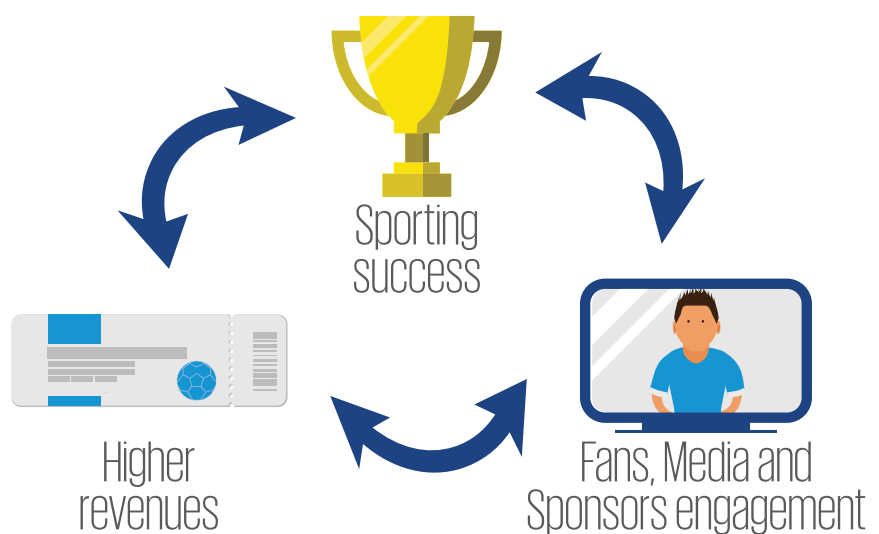 Sporting
success
Higher
revenues
Fans, Media and
Sponsors engagement